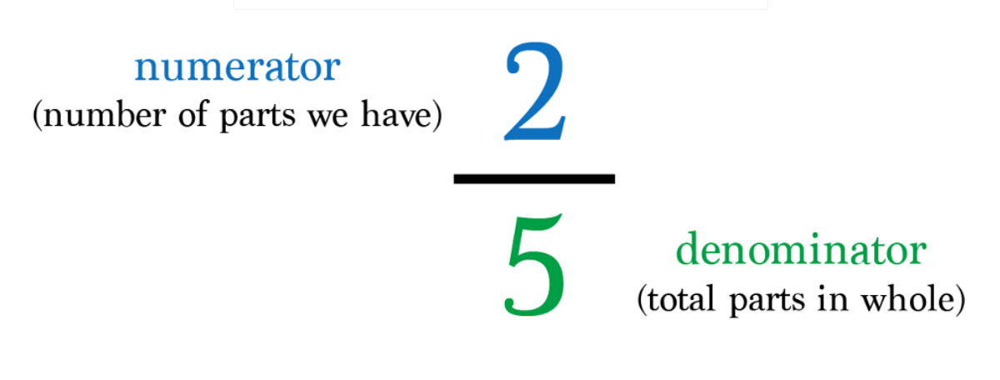 numerator
(number of parts we have)
2
5
denominator
(total parts in whole)